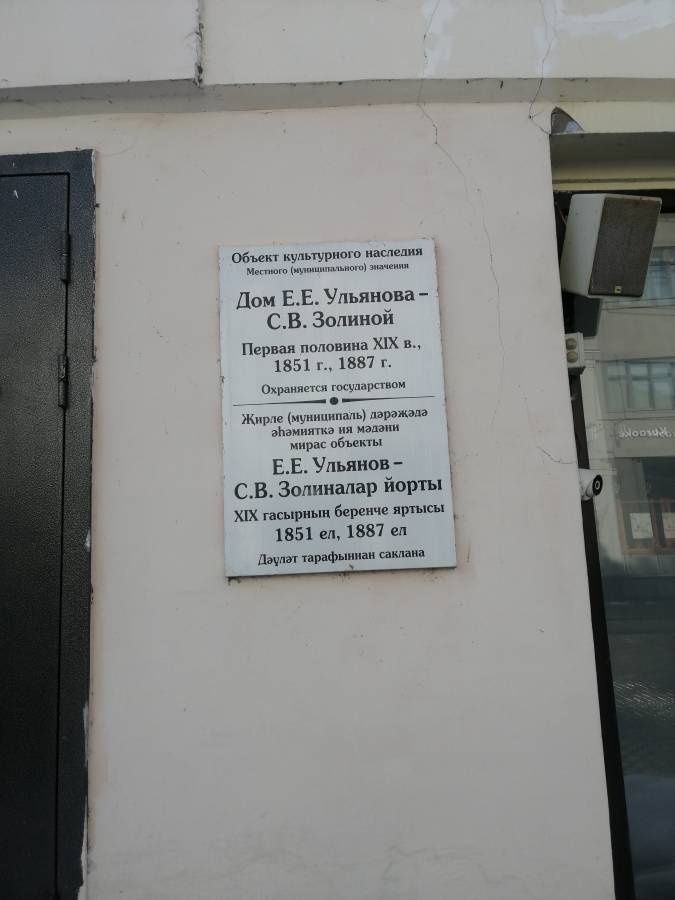 Объект культурного наследия
Местного (муниципального) значения
Дом Е.Е. Ульянова –
С.В. Золиной
Первая половина XIX в.,
1851 г., 1887 г.
Охраняется государством
Җирле (муниципаль) дәрәҗәдә
әһәмияткә ия мәдәни
мирас объекты
Е.Е. Ульянов –
С.В. Золиналар йорты
XIX гасырның беренче яртысы
1851 ел, 1887 ел
Дәүләт тарафыннан саклана
Karaoke